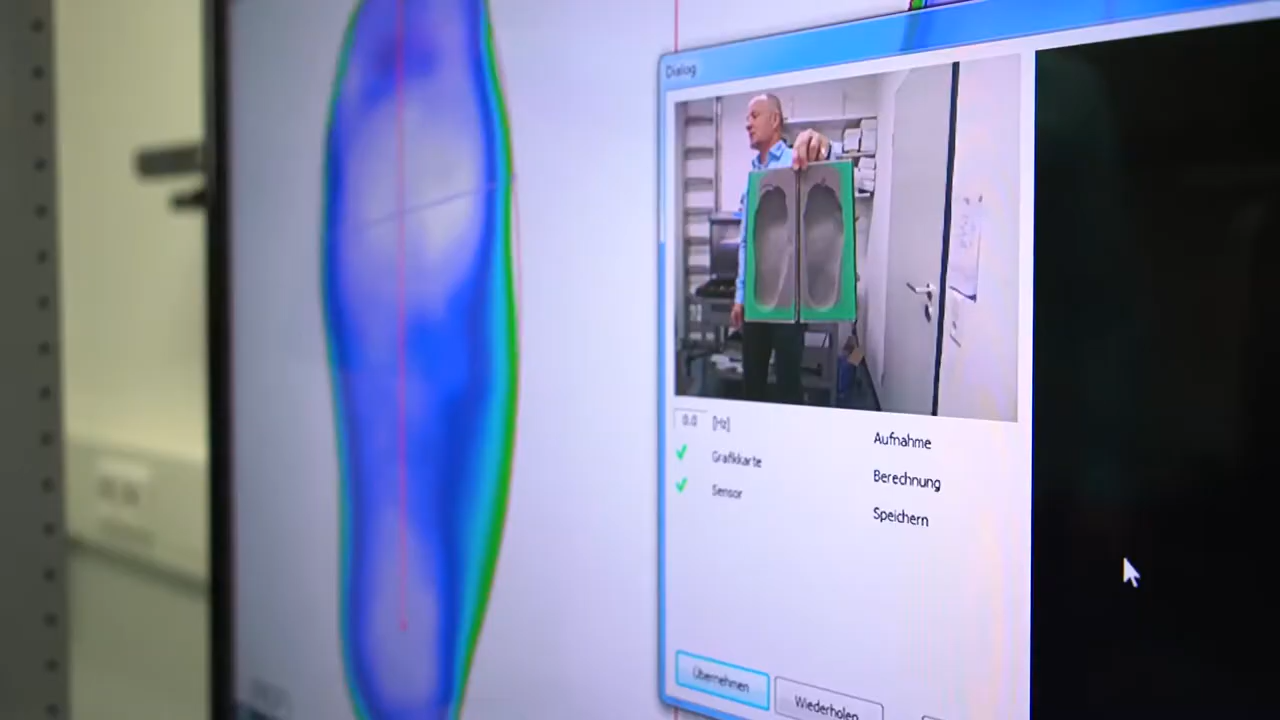 Dialog
0.0 [Hz]
Grafikkarte
Sensor
Aufnahme
Berechnung
Speichern
Übernehmen
Wiederholen